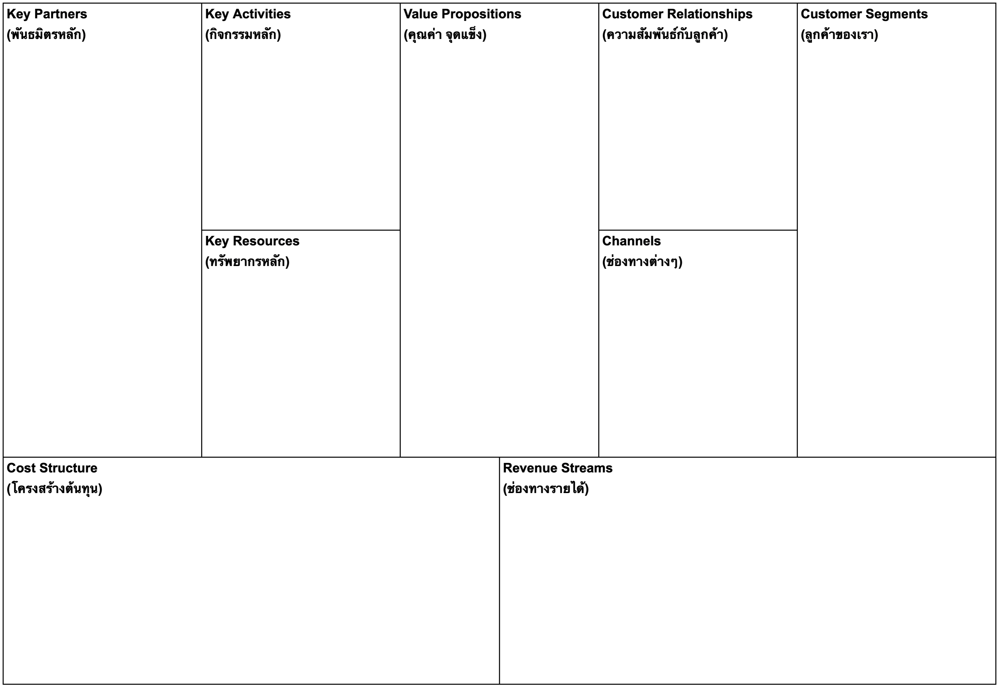 Key Partners
(พันธมิตรหลัก)
Key Activities
(กิจกรรมหลัก)
Key Resources
(ทรัพยากรหลัก)
Value Propositions
(คุณค่า จุดแข็ง)
Customer Relationships
(ความสัมพันธ์กับลูกค้า)
Channels
(ช่องทางต่างๆ)
Customer Segments
(ลูกค้าของเรา)
Cost Structure
(โครงสร้างต้นทุน)
Revenue Streams
(ช่องทางรายได้)